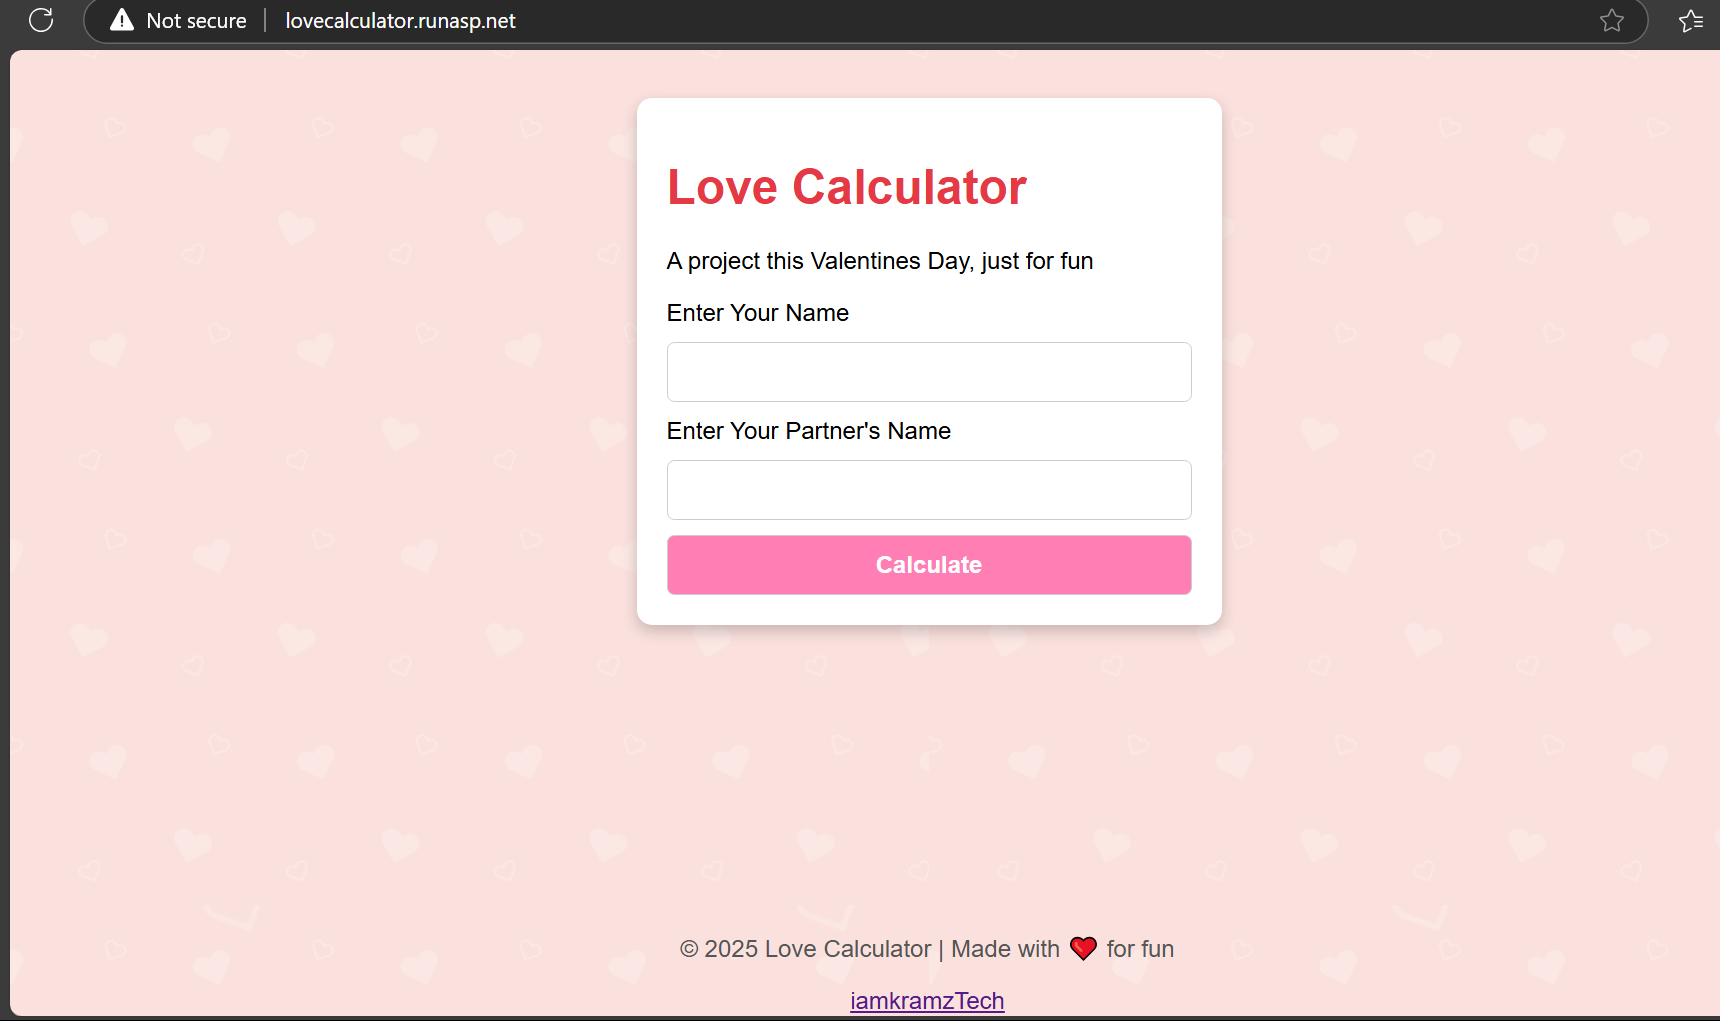 Not secure | lovecalculator.runasp.net
Love Calculator
A project this Valentines Day, just for fun
Enter Your Name
Enter Your Partner's Name
Calculate
© 2025 Love Calculator | Made with ❤️ for fun
iamkramzTech